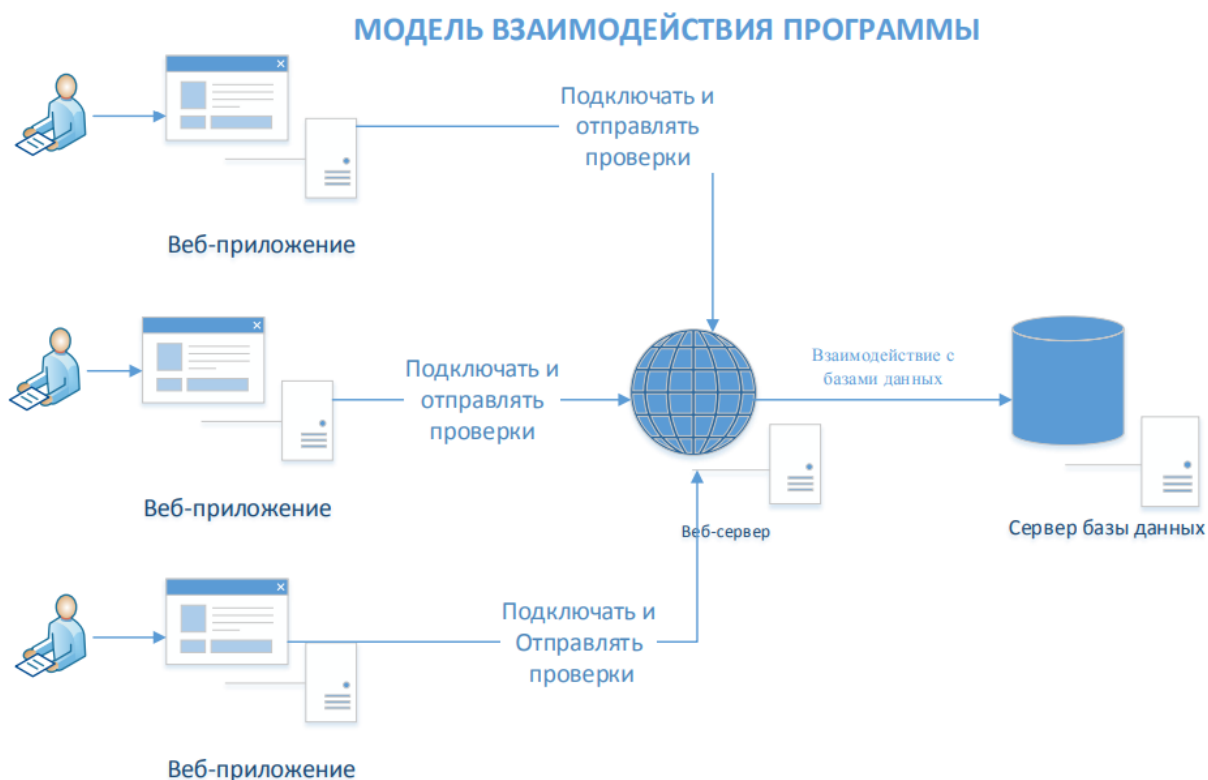 МОДЕЛЬ ВЗАИМОДЕЙСТВИЯ ПРОГРАММЫ
Подключать и
отправлять
проверки
Веб-приложение
Подключать и
отправлять
проверки
Взаимодействие с
базами данных
Веб-приложение
Веб-сервер
Сервер базы данных
Подключать и
Отправлять
проверки
Веб-приложение